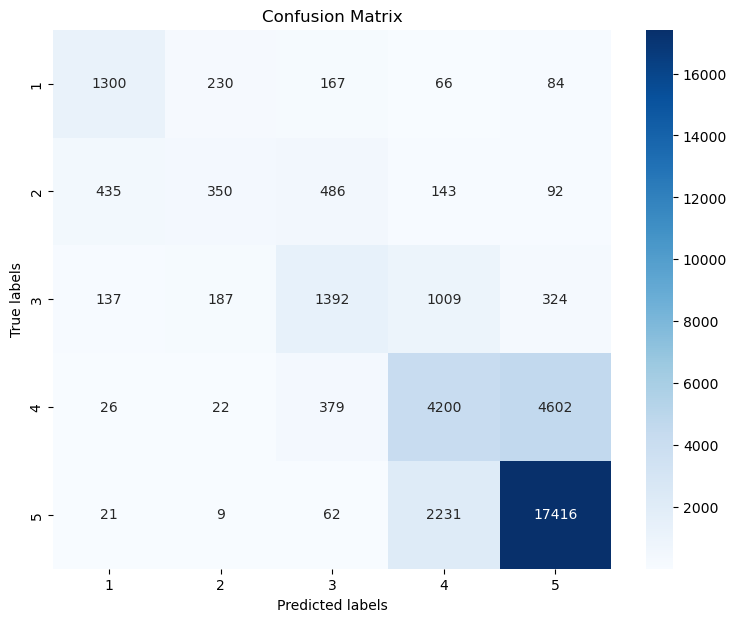 Confusion Matrix
1 1300 230 167 66 84
2 435 350 486 143 92
3 137 187 1392 1009 324
4 26 22 379 4200 4602
5 21 9 62 2231 17416
1 2 3 4 5
True labels
Predicted labels
16000
14000
12000
10000
8000
6000
4000
2000